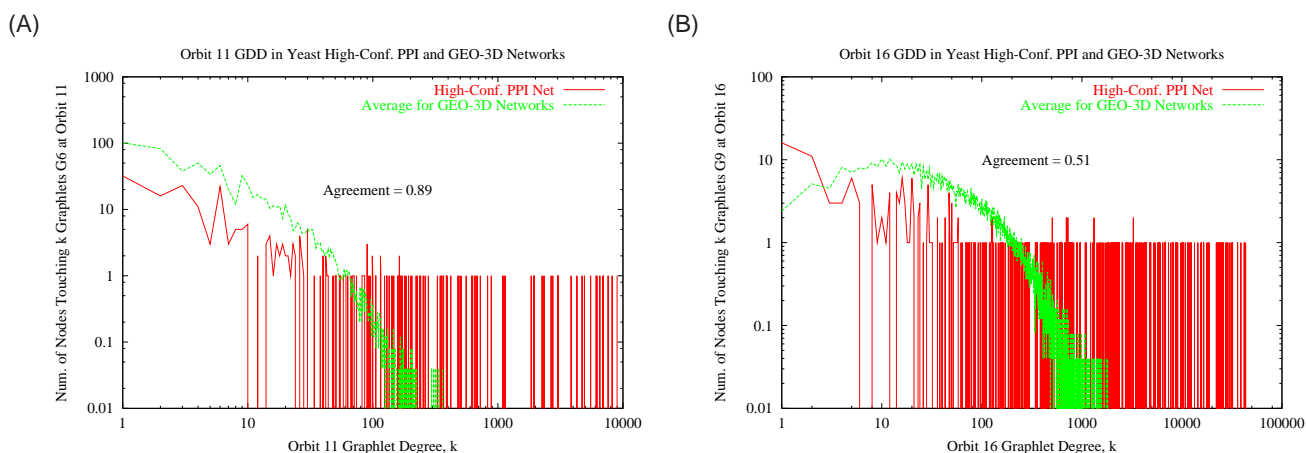 (A)
Orbit 11 GDD in Yeast High-Conf. PPI and GEO-3D Networks
1000
100
10
1
0.1
0.01
Num. of Nodes Touching k Graphlets G6 at Orbit 11
High-Conf. PPI Net
Average for GEO-3D Networks
Agreement = 0.89
1
10
100
1000
10000
Orbit 11 Graphlet Degree, k
(B)
Orbit 16 GDD in Yeast High-Conf. PPI and GEO-3D Networks
100
10
1
0.1
0.01
Num. of Nodes Touching k Graphlets G9 at Orbit 16
High-Conf. PPI Net
Average for GEO-3D Networks
Agreement = 0.51
1
10
100
1000
10000
100000
Orbit 16 Graphlet Degree, k